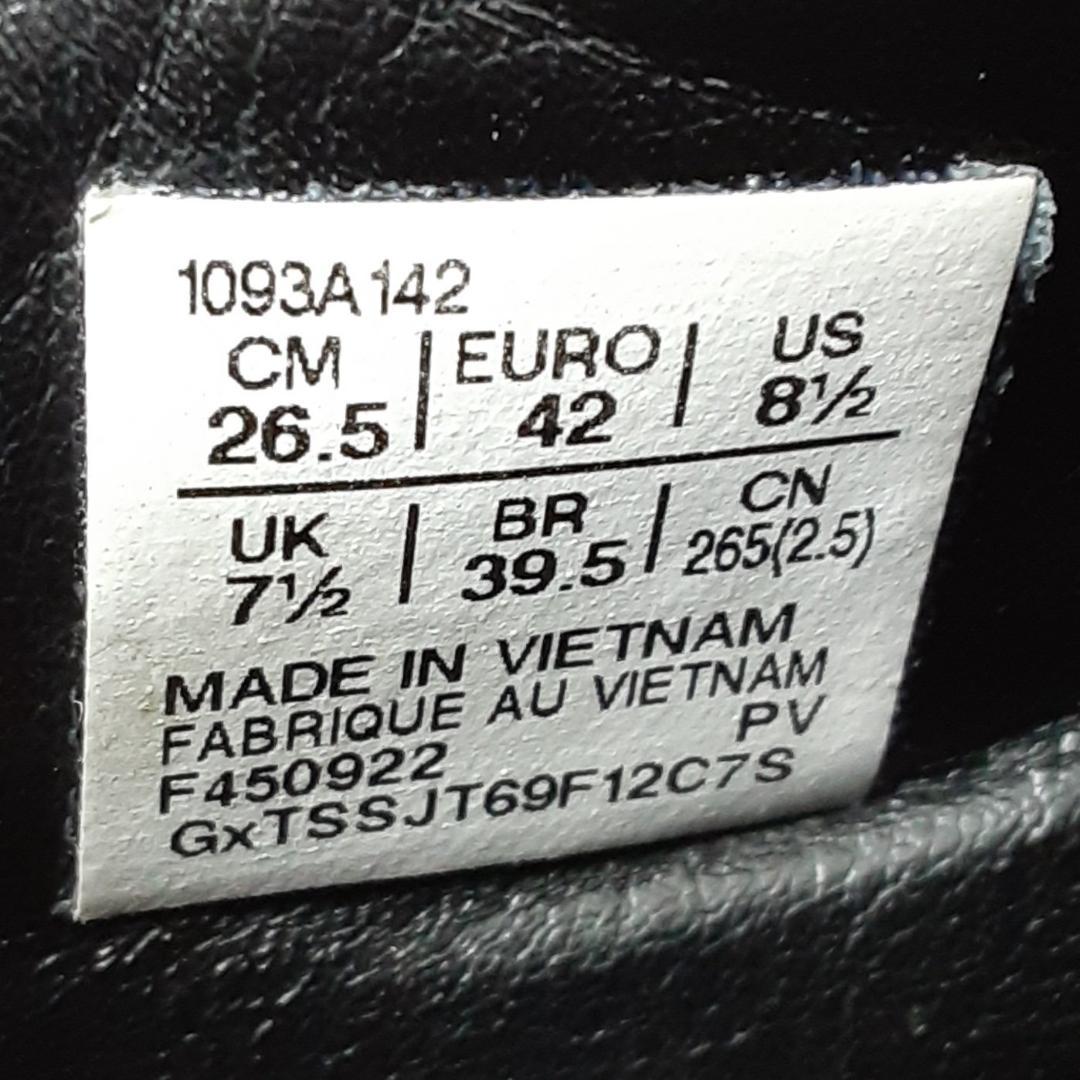 1093A142
CM | EURO | US
26.5 | 42 | 8½
UK | BR | CN
7½ | 39.5 | 265(2.5)
MADE IN VIETNAM
FABRIQUE AU VIETNAM
F450922 PV
GxTSSJT69F12C7S